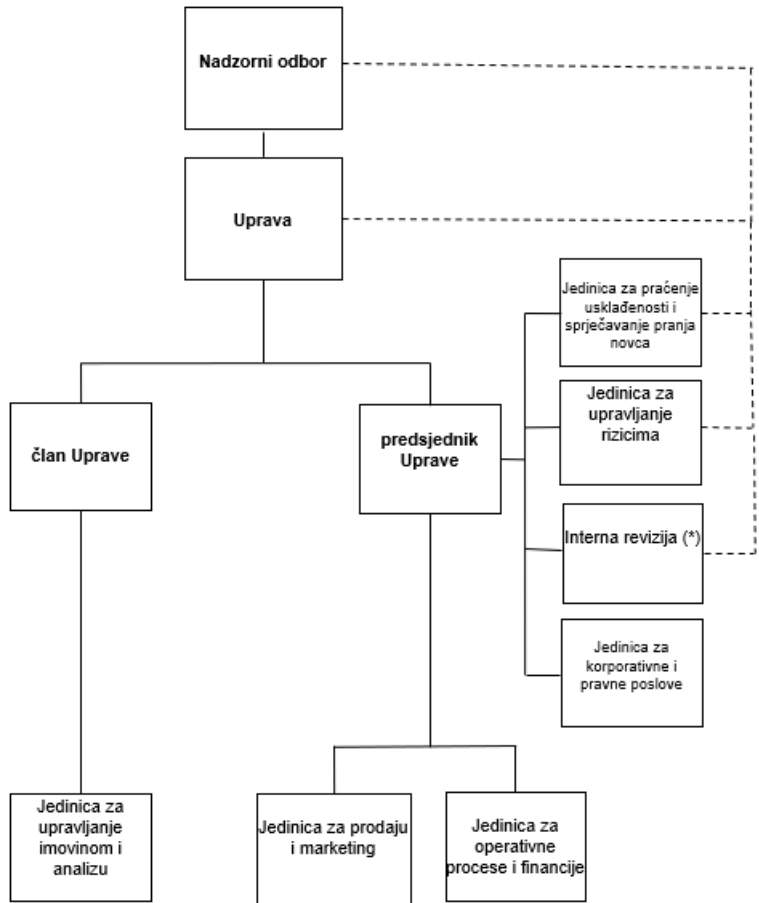 Nadzorni odbor
Uprava
Jedinica za praćenje
usklađenosti i
sprječavanje pranja
novca
Jedinica za
upravljanje
rizicima
član Uprave
predsjednik
Uprave
Interna revizija (*)
Jedinica za
korporativne i
pravne poslove
Jedinica za
upravljanje
imovinom i
analizu
Jedinica za prodaju
i marketing
Jedinica za
operativne
procese i financije